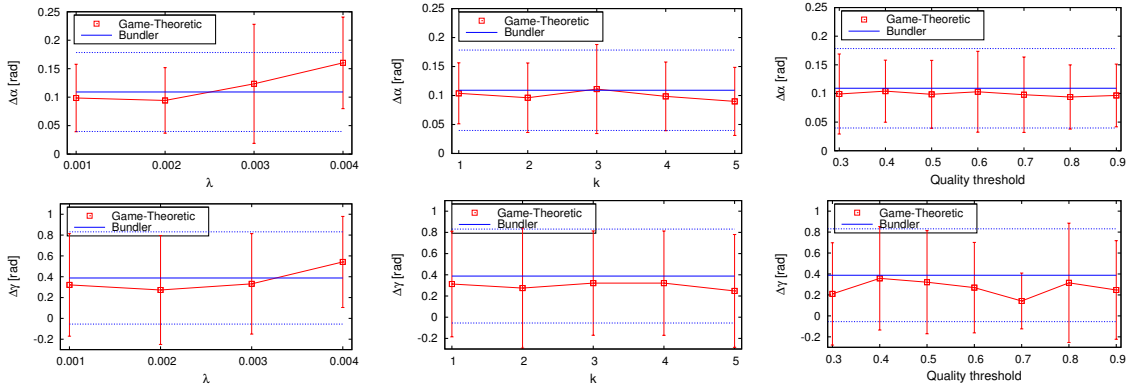 0.25
0.2
0.15
0.1
0.05
0
Δα [rad]
Game-Theoretic
Bundler
0.001 0.002 0.003 0.004
λ
0.25
0.2
0.15
0.1
0.05
0
Δα [rad]
Game-Theoretic
Bundler
1 2 3 4 5
k
0.25
0.2
0.15
0.1
0.05
0
Δα [rad]
Game-Theoretic
Bundler
0.3 0.4 0.5 0.6 0.7 0.8 0.9
Quality threshold
1
0.8
0.6
0.4
0.2
0
-0.2
Δγ [rad]
Game-Theoretic
Bundler
0.001 0.002 0.003 0.004
λ
1
0.8
0.6
0.4
0.2
0
-0.2
Δγ [rad]
Game-Theoretic
Bundler
1 2 3 4 5
k
1
0.8
0.6
0.4
0.2
0
-0.2
Δγ [rad]
Game-Theoretic
Bundler
0.3 0.4 0.5 0.6 0.7 0.8 0.9
Quality threshold